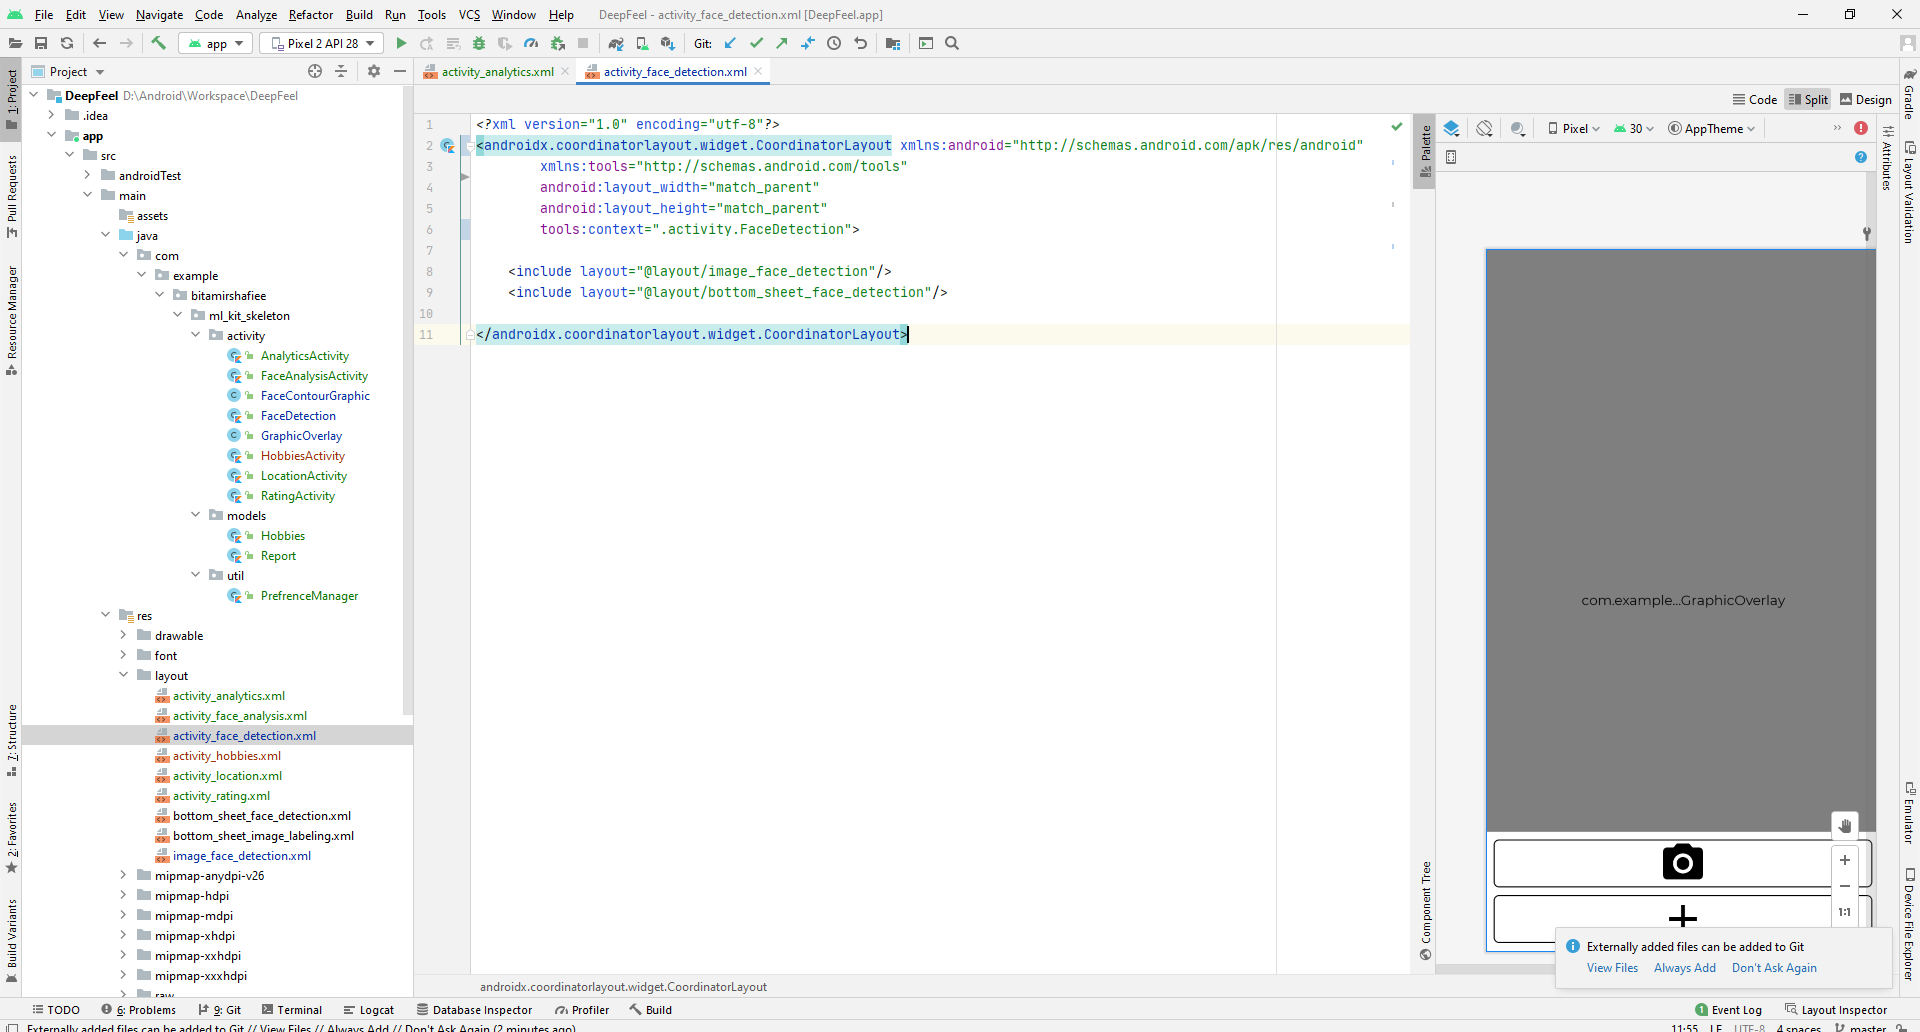 File Edit View Navigate Code Analyze Refactor Build Run Tools VCS Window Help DeepFeel - activity_face_detection.xml [DeepFeel.app]
app Pixel 2 API 28 Git:
Project
activity_analytics.xml activity_face_detection.xml
Code Split Design
1: Project
Pull Requests
Resource Manager
7: Structure
2: Favorites
Build Variants
DeepFeel D:\Android\Workspace\DeepFeel
.idea
app
src
androidTest
main
assets
java
com
example
bitamirshafiee
ml_kit_skeleton
activity
AnalyticsActivity
FaceAnalysisActivity
FaceContourGraphic
FaceDetection
GraphicOverlay
HobbiesActivity
LocationActivity
RatingActivity
models
Hobbies
Report
util
PrefrenceManager
res
drawable
font
layout
activity_analytics.xml
activity_face_analysis.xml
activity_face_detection.xml
activity_hobbies.xml
activity_location.xml
activity_rating.xml
bottom_sheet_face_detection.xml
bottom_sheet_image_labeling.xml
image_face_detection.xml
mipmap-anydpi-v26
mipmap-hdpi
mipmap-mdpi
mipmap-xhdpi
mipmap-xxhdpi
mipmap-xxxhdpi
raw
1 <?xml version="1.0" encoding="utf-8"?>
2 <androidx.coordinatorlayout.widget.CoordinatorLayout xmlns:android="http://schemas.android.com/apk/res/android"
3 xmlns:tools="http://schemas.android.com/tools"
4 android:layout_width="match_parent"
5 android:layout_height="match_parent"
6 tools:context=".activity.FaceDetection">
7
8 <include layout="@layout/image_face_detection"/>
9 <include layout="@layout/bottom_sheet_face_detection"/>
10
11 </androidx.coordinatorlayout.widget.CoordinatorLayout>
androidx.coordinatorlayout.widget.CoordinatorLayout
Palette
Component Tree
Pixel 30 AppTheme
com.example...GraphicOverlay
1:1
Attributes
Gradle
Layout Validation
Emulator
Device File Explorer
Externally added files can be added to Git
View Files Always Add Don't Ask Again
TODO 6: Problems 9: Git Terminal Logcat Database Inspector Profiler Build 1 Event Log Layout Inspector
Externally added files can be added to Git // View Files // Always Add // Don't Ask Again (2 minutes ago) 11:55 LF UTF-8 4 spaces master